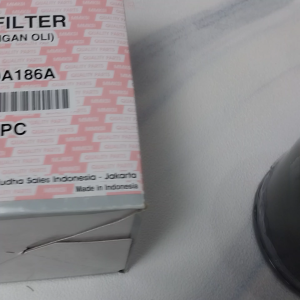 FILTER
NGAN OLI)
A186A
PC
udha Sales Indonesia - Jakarta
Made in Indonesia